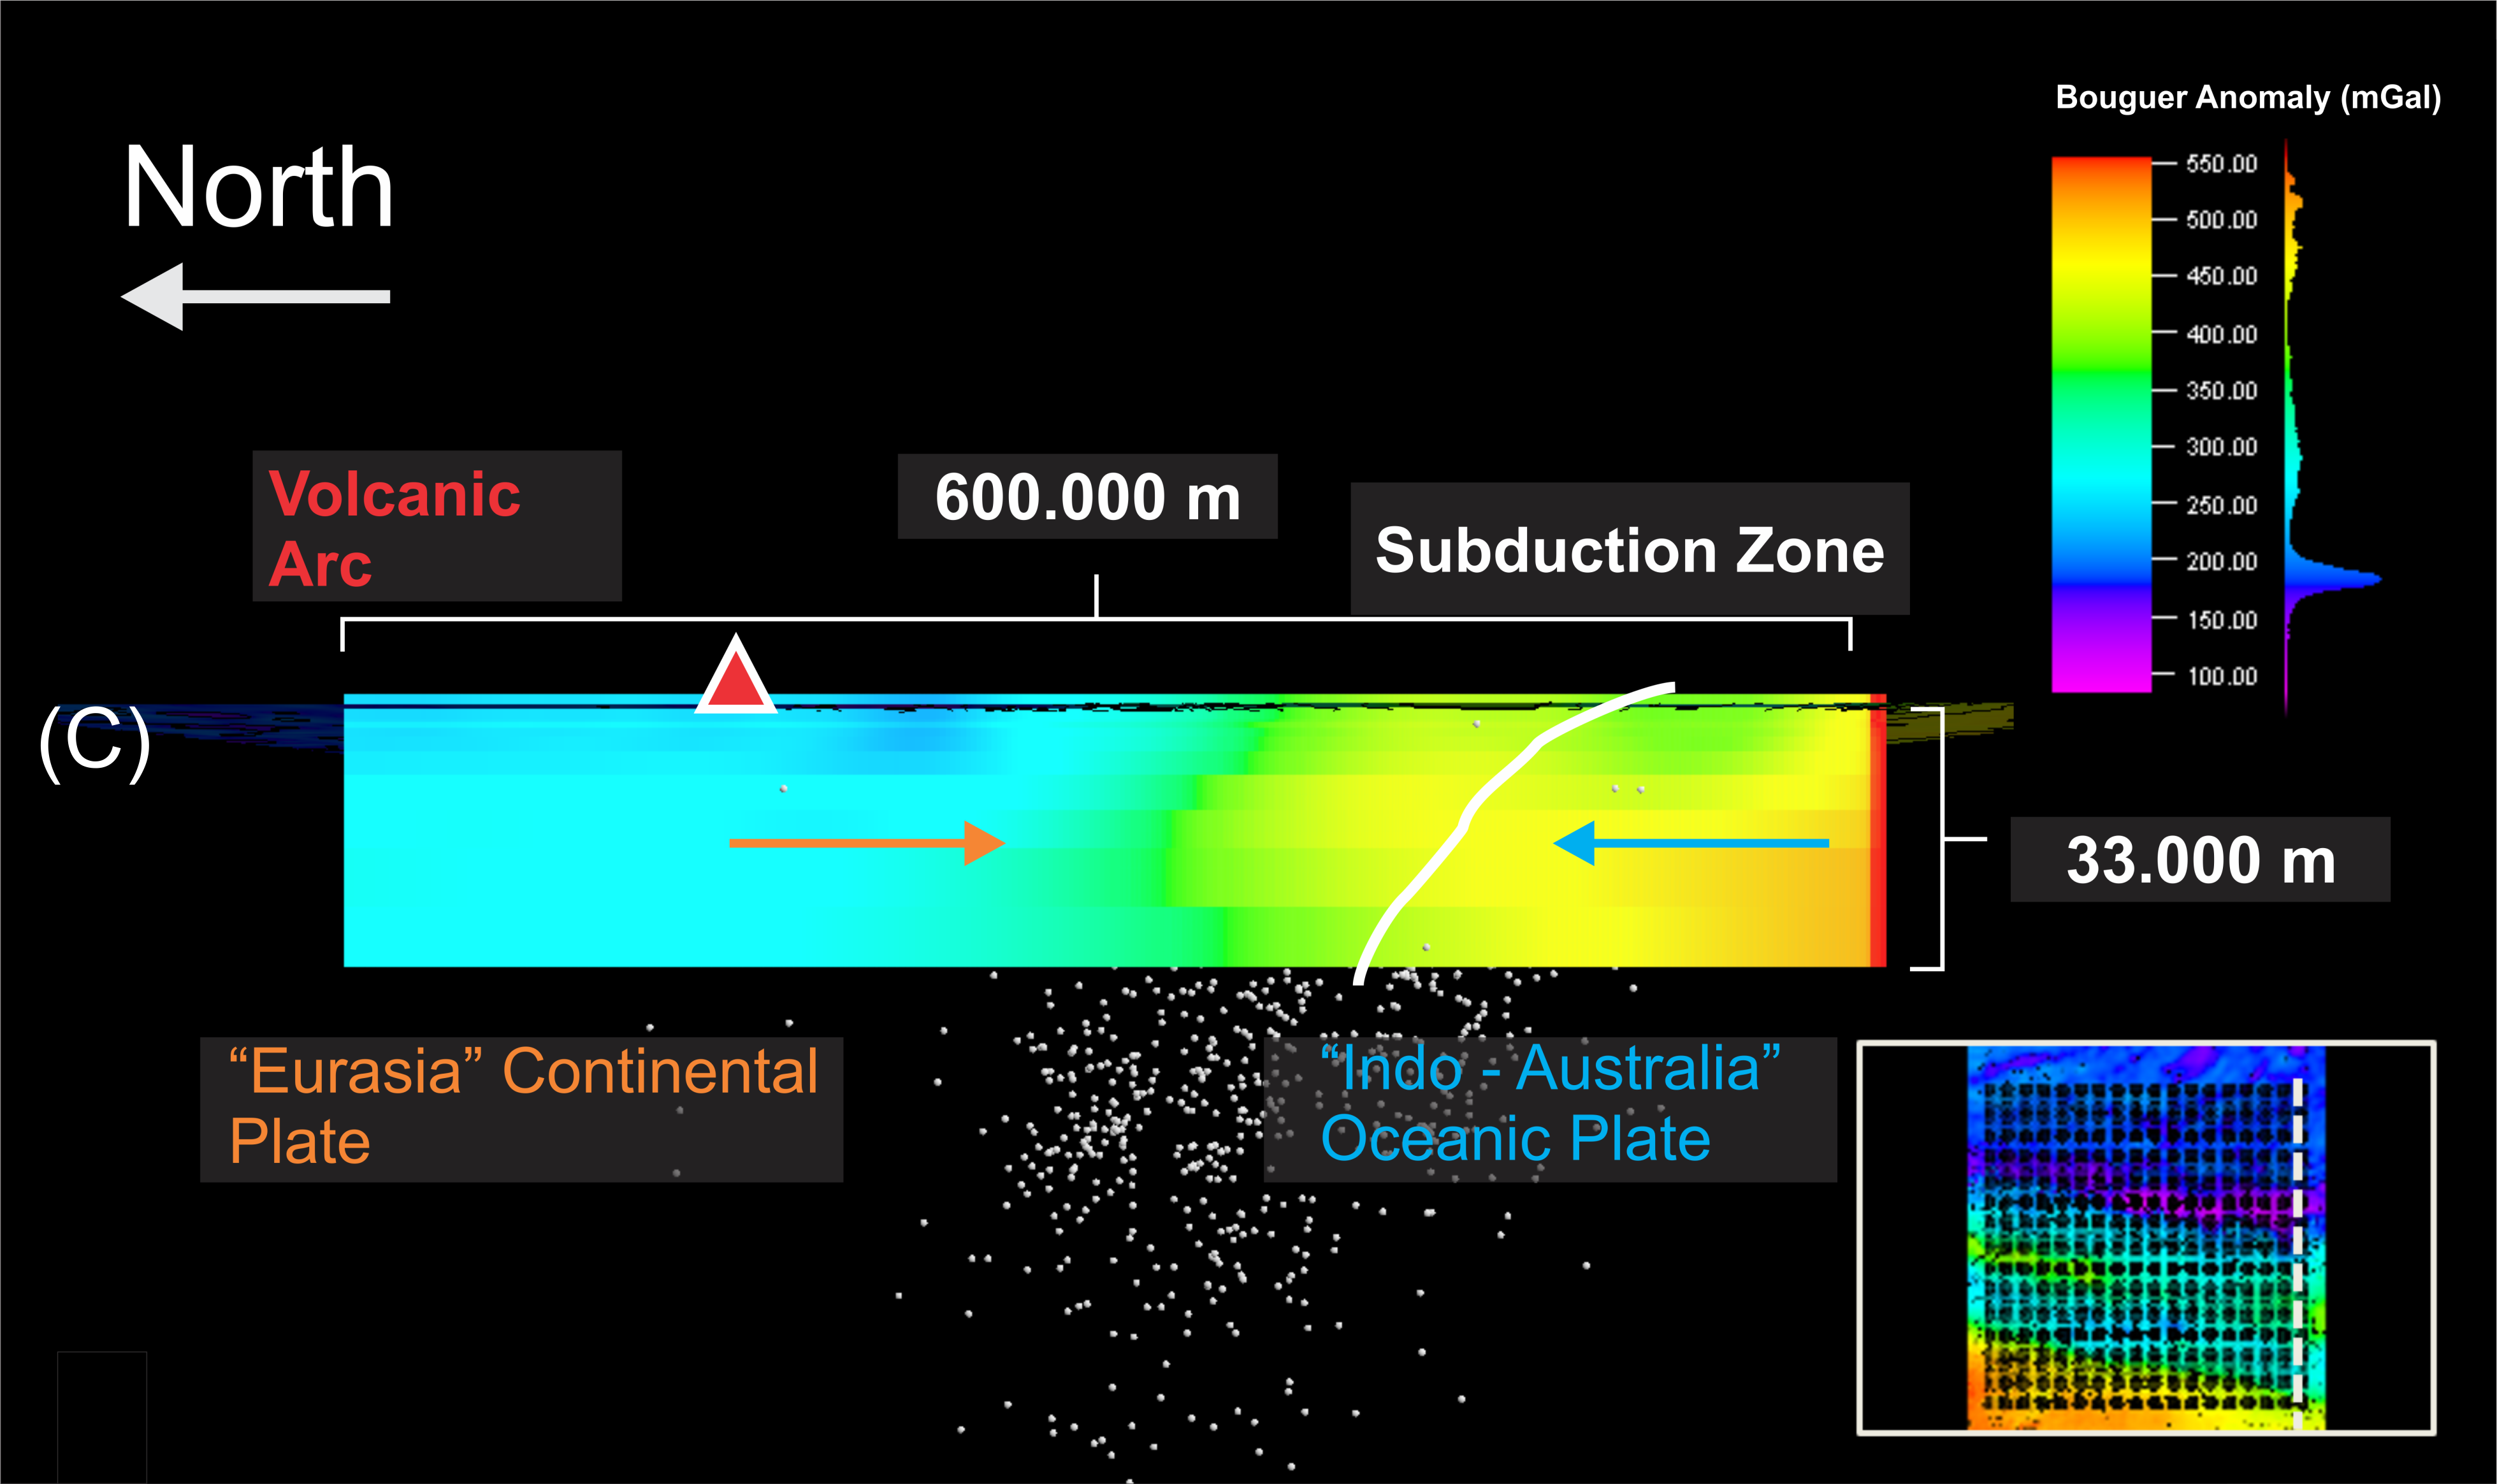 Bouguer Anomaly (mGal)
North
550.00
500.00
450.00
400.00
350.00
300.00
250.00
200.00
150.00
100.00
Volcanic
Arc
600.000 m
Subduction Zone
(C)
33.000 m
“Eurasia” Continental
Plate
“Indo - Australia”
Oceanic Plate